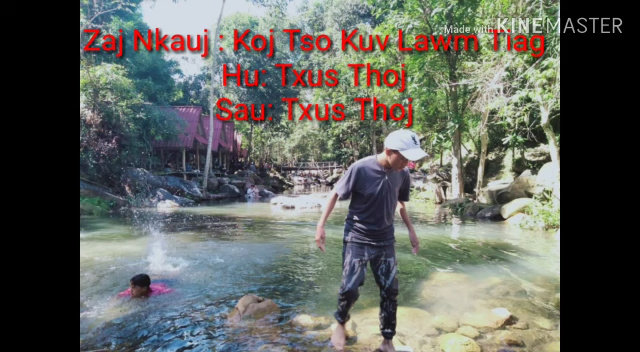 Made with KINEMASTER
Zaj Nkauj : Koj Tso Kuv Lawm Tiag
Hu: Txus Thoj
Sau: Txus Thoj